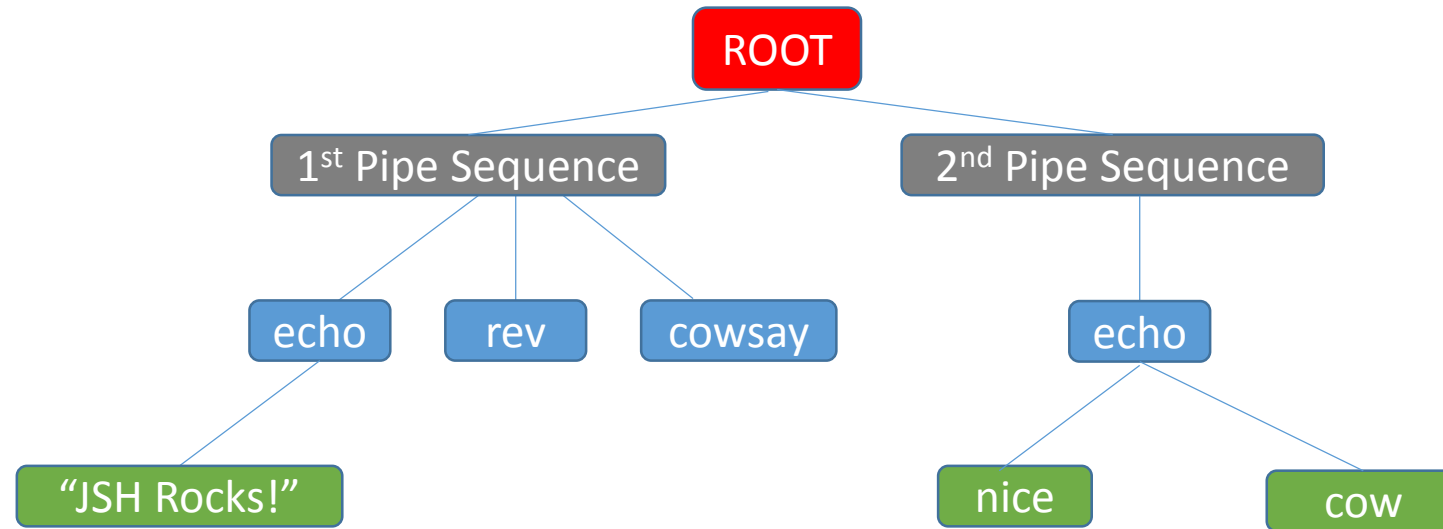 ROOT
1st Pipe Sequence
2nd Pipe Sequence
echo
rev
cowsay
echo
“JSH Rocks!”
nice
cow